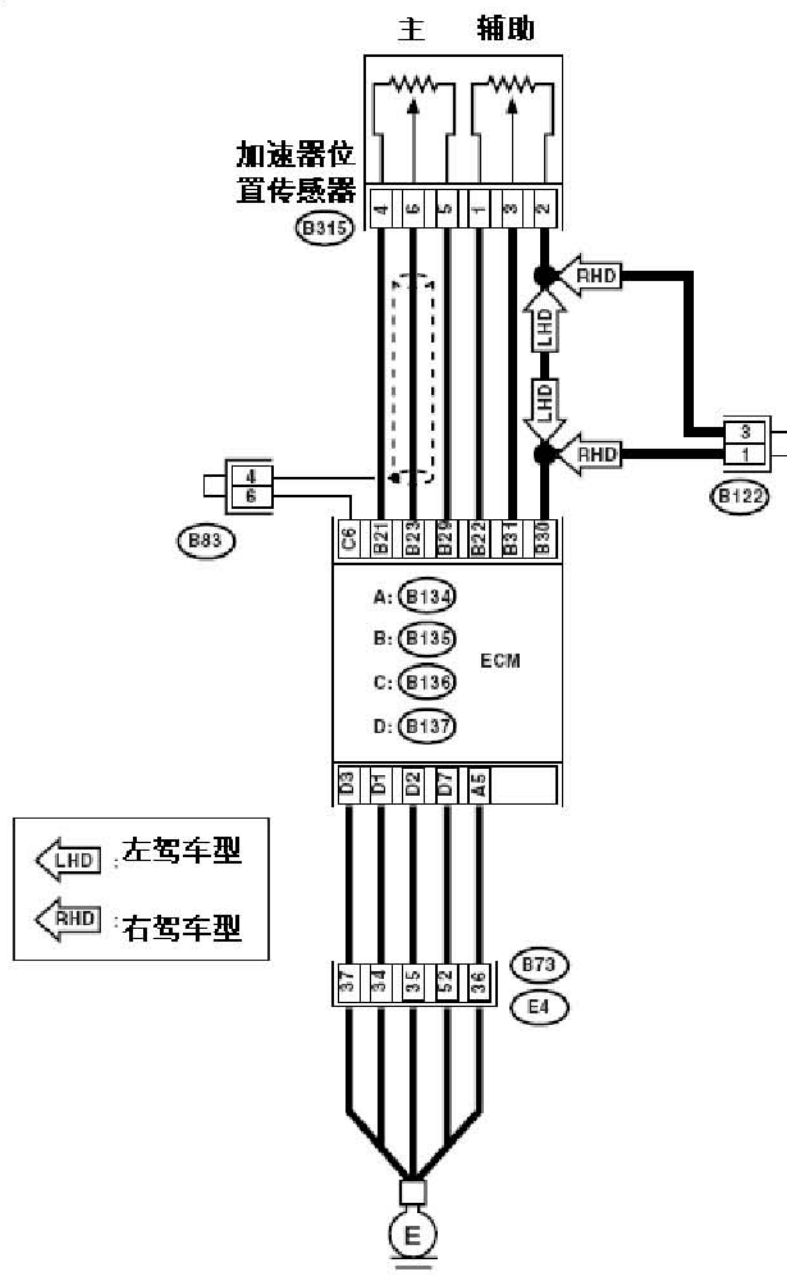 主 辅助
加速器位
置传感器
B315
4 6 5 1 3 2
RHD
LHD
LHD
RHD
3
1
B122
4
6
B83
C6 B21 B23 B29 B22 B31 B30
A: B134
B: B135
C: B136
D: B137
ECM
D3 D1 D2 D7 A5
LHD : 左驾车型
RHD : 右驾车型
37 34 35 52 36
B73
E4
E